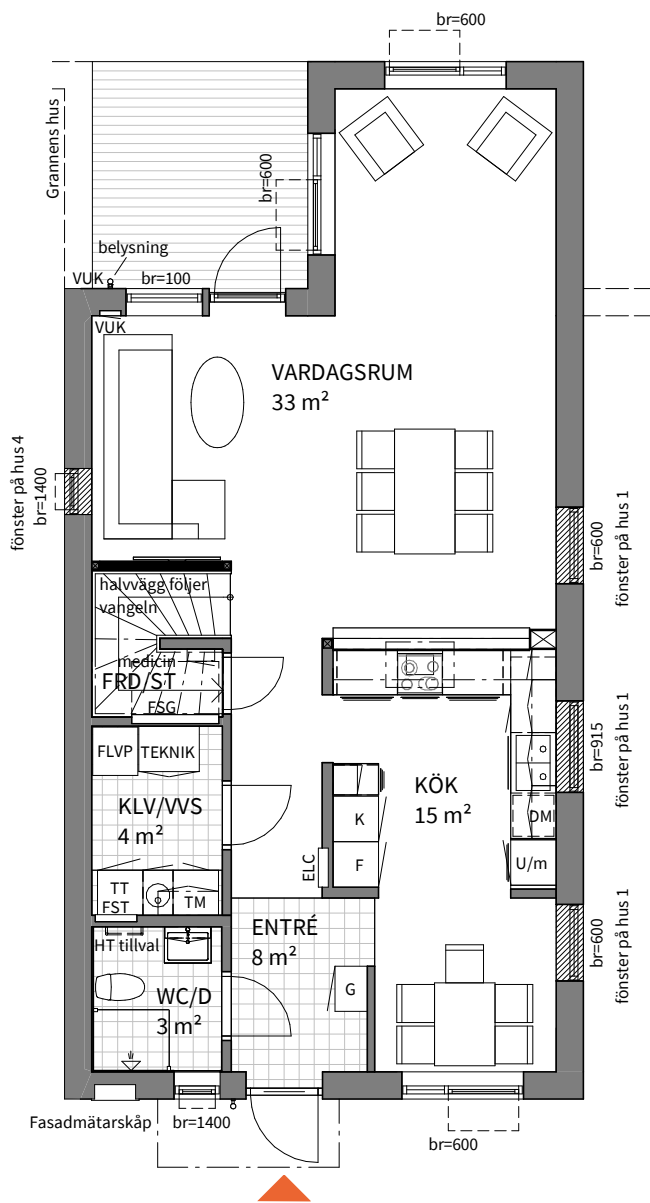 br=600
Grannens hus
br=600
belysning
VUK
br=100
VUK
VARDAGSRUM
33 m²
fönster på hus 4
br=1400
br=600
fönster på hus 1
halvvägg följer
vangeln
medicin
FRD/ST
FSG
FLVP
TEKNIK
KLV/VVS
4 m²
KÖK
15 m²
br=915
fönster på hus 1
K
F
DM
U/m
ELC
TT
FST
TM
ENTRÉ
8 m²
HT tillval
WC/D
3 m²
G
br=600
fönster på hus 1
Fasadmätarskåp
br=1400
br=600